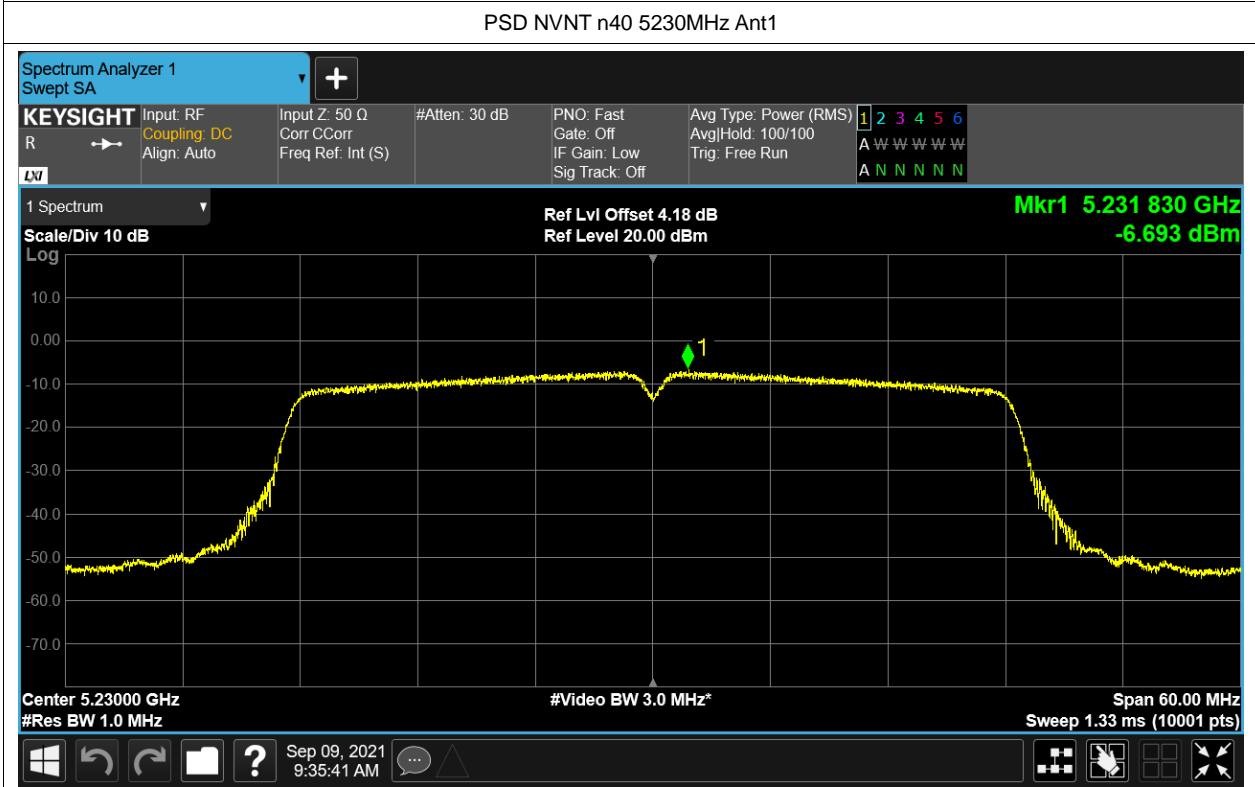 PSD NVNT n40 5230MHz Ant1
Spectrum Analyzer 1
Swept SA
KEYSIGHT
R
LXI
Input: RF
Coupling: DC
Align: Auto
Input Z: 50 Ω
Corr CCorr
Freq Ref: Int (S)
#Atten: 30 dB
PNO: Fast
Gate: Off
IF Gain: Low
Sig Track: Off
Avg Type: Power (RMS)
Avg|Hold: 100/100
Trig: Free Run
1 2 3 4 5 6
A W W W W W
A N N N N N
1 Spectrum
Scale/Div 10 dB
Log
Ref Lvl Offset 4.18 dB
Ref Level 20.00 dBm
Mkr1 5.231 830 GHz
-6.693 dBm
1
10.0
0.00
-10.0
-20.0
-30.0
-40.0
-50.0
-60.0
-70.0
Center 5.23000 GHz
#Res BW 1.0 MHz
#Video BW 3.0 MHz*
Span 60.00 MHz
Sweep 1.33 ms (10001 pts)
?
Sep 09, 2021
9:35:41 AM